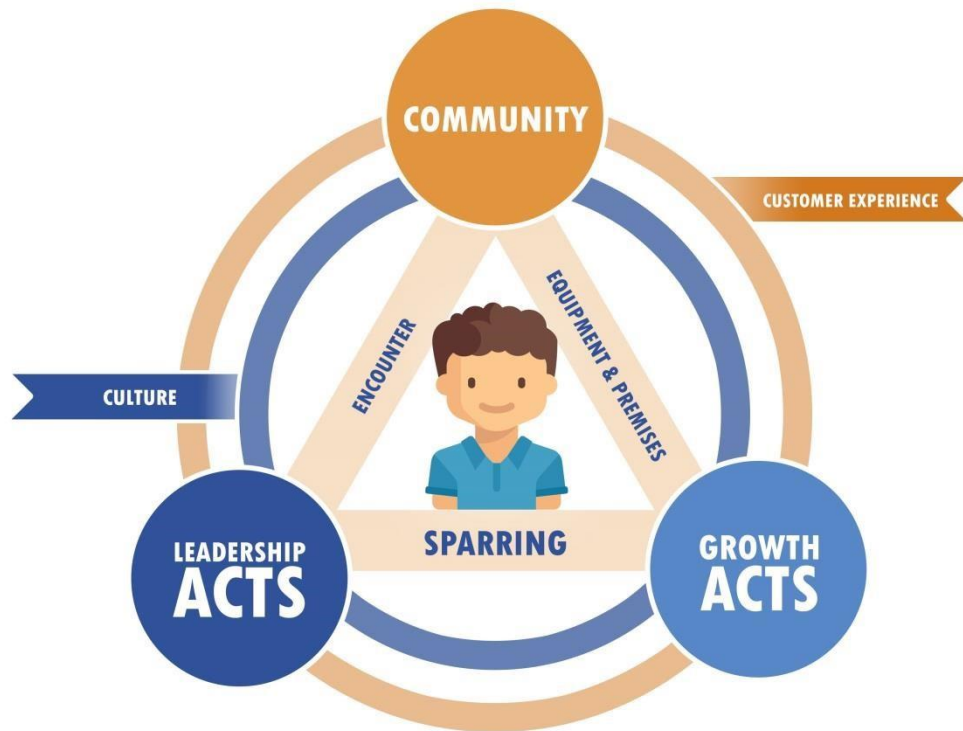 COMMUNITY
CUSTOMER EXPERIENCE
ENCOUNTER
EQUIPMENT & PREMISES
CULTURE
SPARRING
LEADERSHIP
ACTS
GROWTH
ACTS